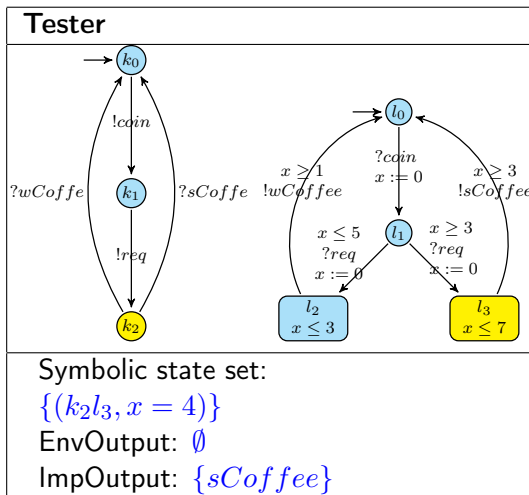 Tester
k₀
!coin
?wCoffe
k₁
?sCoffe
!req
k₂
l₀
x ≥ 1
!wCoffee
?coin
x := 0
x ≥ 3
!sCoffee
l₁
x ≤ 5
?req
x := 0
x ≥ 3
?req
x := 0
l₂
x ≤ 3
l₃
x ≤ 7
Symbolic state set:
{(k₂l₃, x = 4)}
EnvOutput: ∅
ImpOutput: {sCoffee}